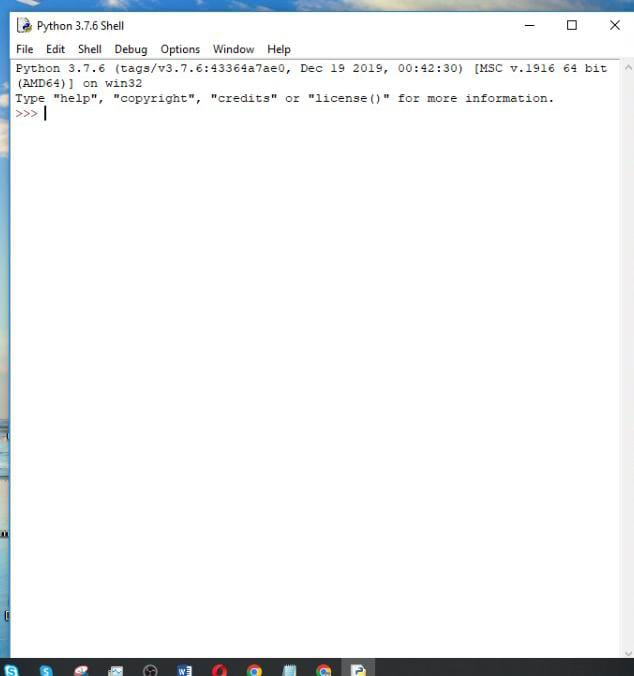 Python 3.7.6 Shell
File Edit Shell Debug Options Window Help
Python 3.7.6 (tags/v3.7.6:43364a7ae0, Dec 19 2019, 00:42:30) [MSC v.1916 64 bit
(AMD64)] on win32
Type "help", "copyright", "credits" or "license()" for more information.
>>>